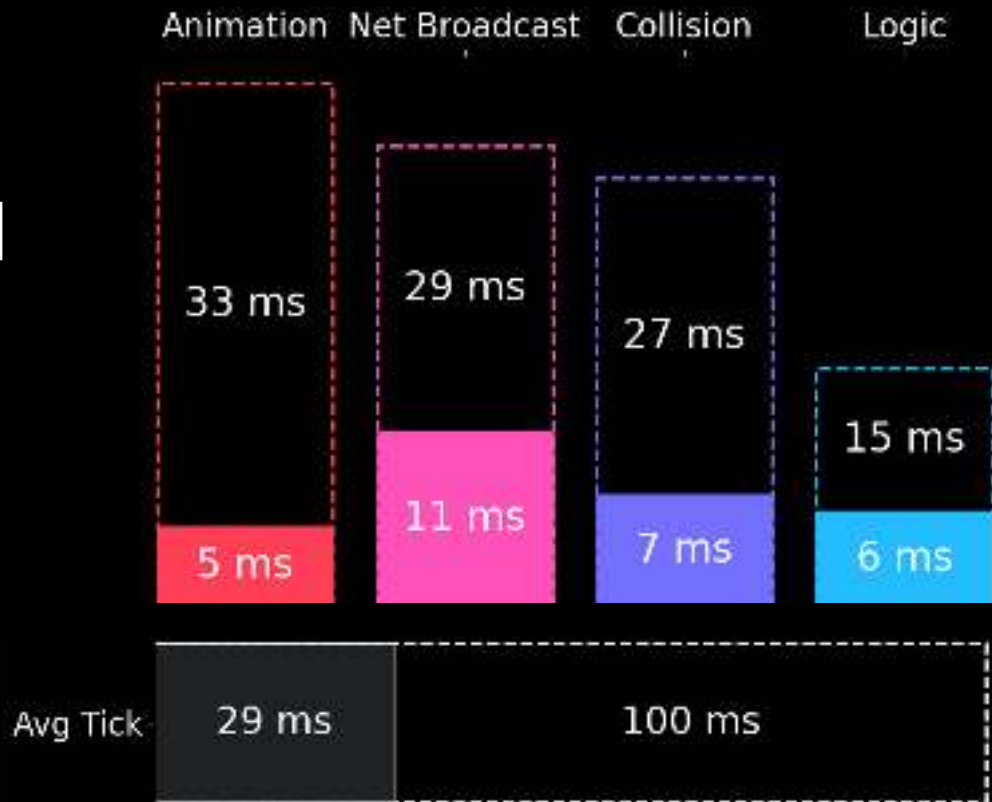 Animation Net Broadcast Collision Logic
33 ms 29 ms 27 ms 15 ms
5 ms 11 ms 7 ms 6 ms
Avg Tick 29 ms 100 ms